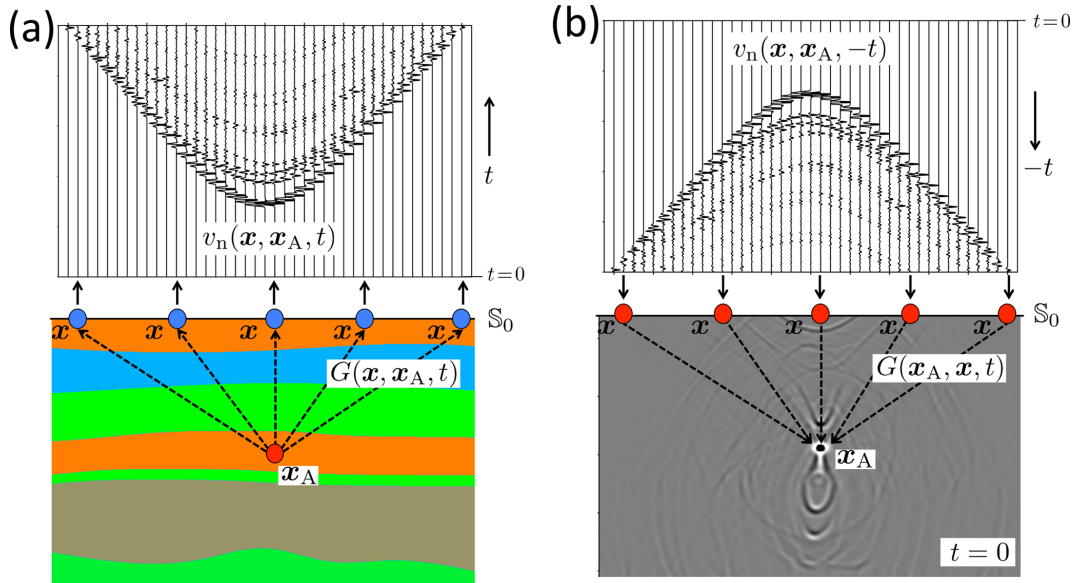 (a)
v_n(x, x_A, t)
t
t=0
x x x x x
𝕊_0
G(x, x_A, t)
x_A
(b)
t=0
v_n(x, x_A, −t)
−t
x x x x x
𝕊_0
G(x_A, x, t)
x_A
t = 0